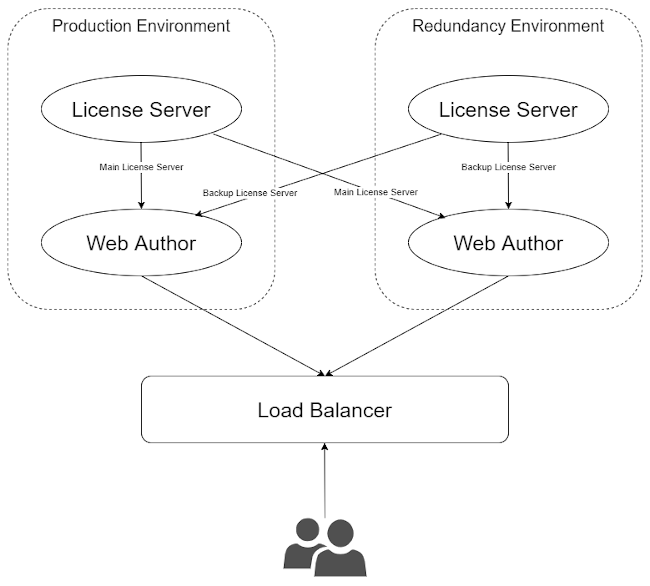 Production Environment
Redundancy Environment
License Server
License Server
Main License Server
Backup License Server
Backup License Server
Main License Server
Web Author
Web Author
Load Balancer